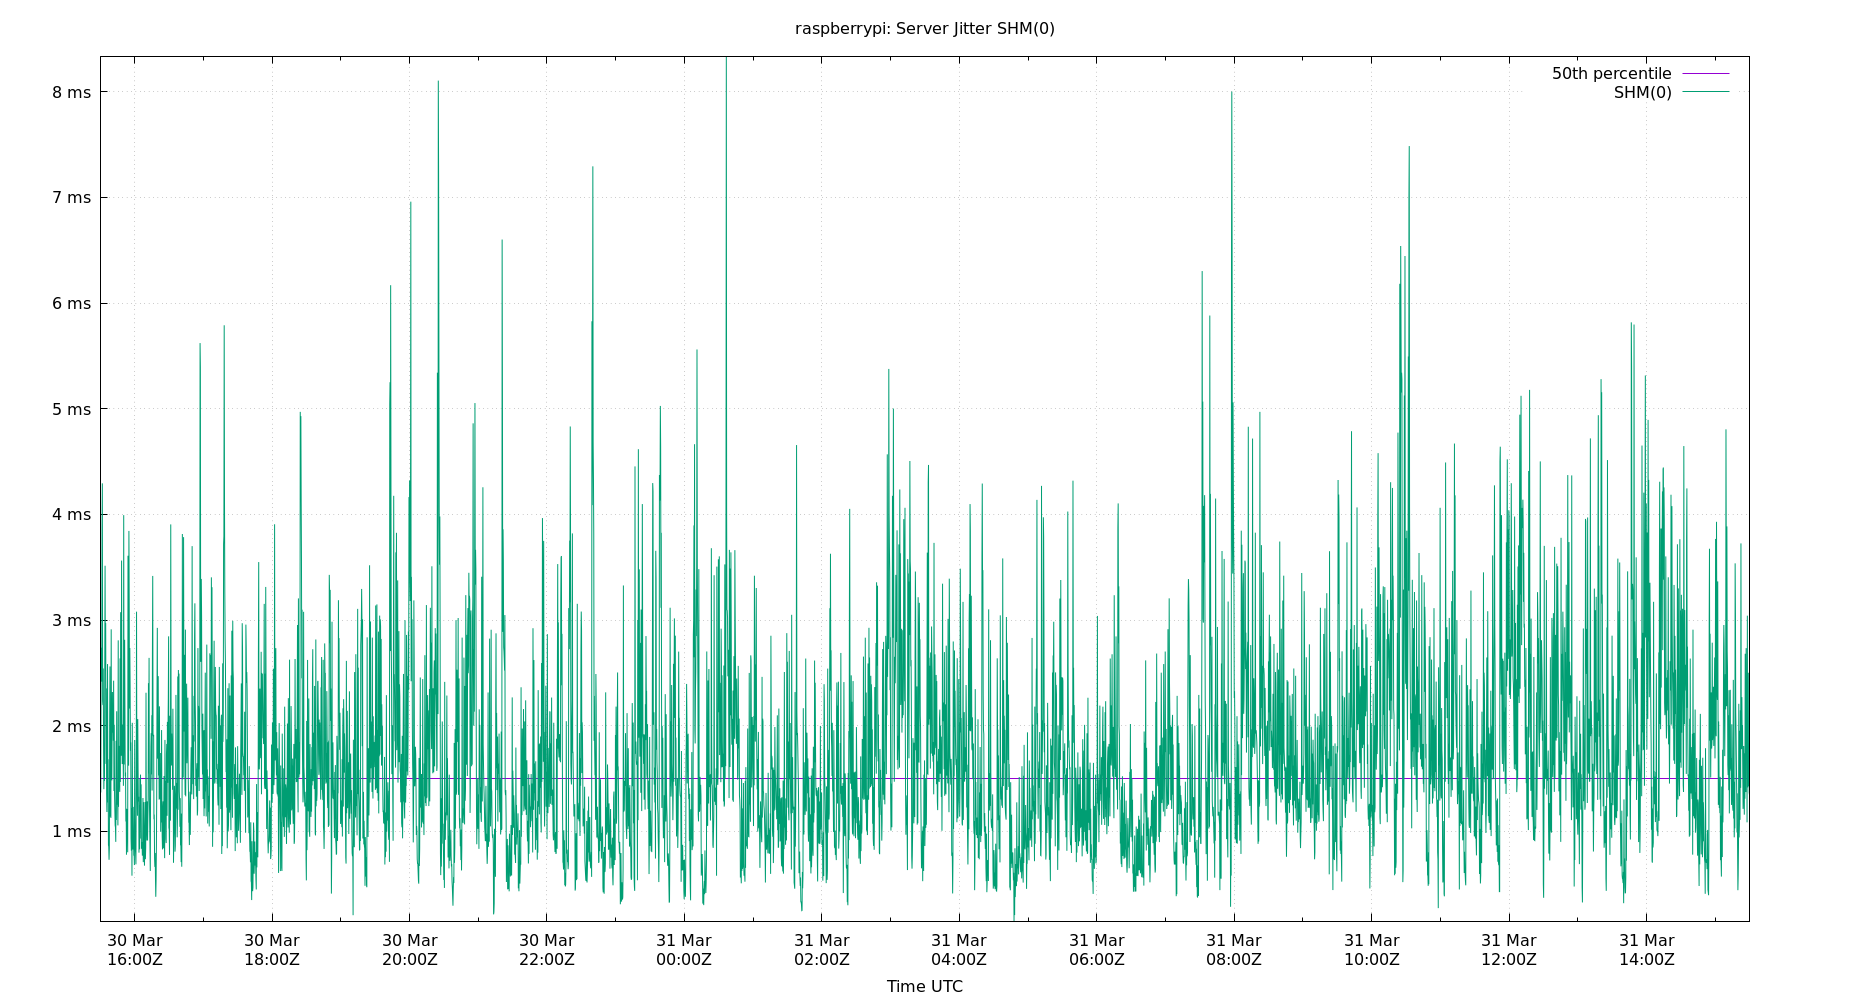 raspberrypi: Server Jitter SHM(0)
50th percentile
SHM(0)
8 ms
7 ms
6 ms
5 ms
4 ms
3 ms
2 ms
1 ms
30 Mar 30 Mar 30 Mar 30 Mar 31 Mar 31 Mar 31 Mar 31 Mar 31 Mar 31 Mar 31 Mar 31 Mar
16:00Z 18:00Z 20:00Z 22:00Z 00:00Z 02:00Z 04:00Z 06:00Z 08:00Z 10:00Z 12:00Z 14:00Z
Time UTC